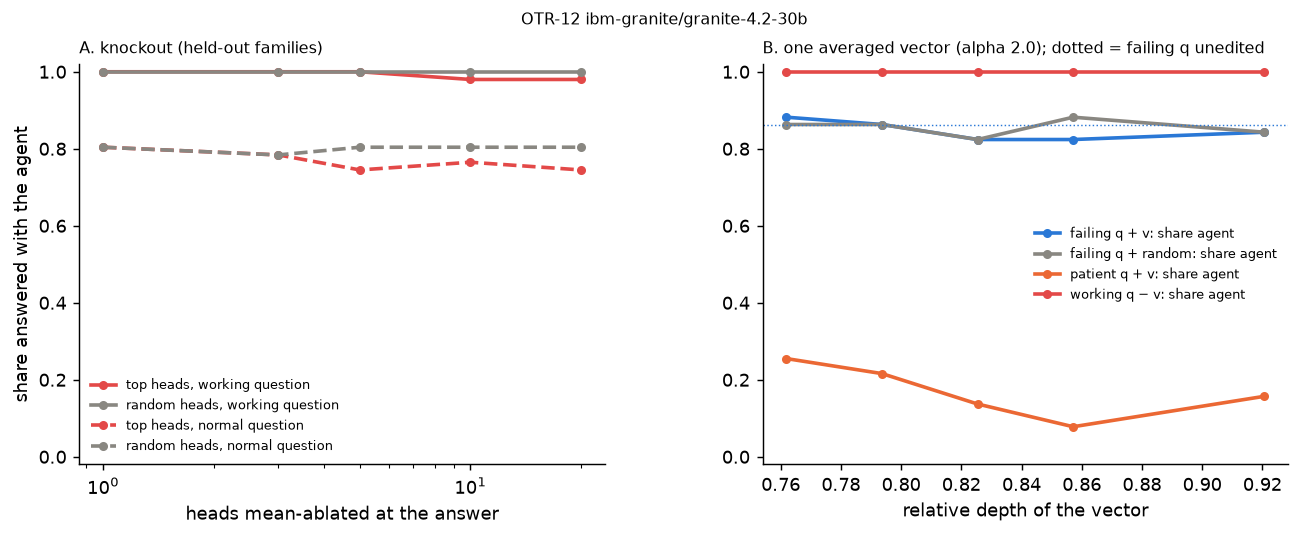 OTR-12 ibm-granite/granite-4.2-30b
A. knockout (held-out families)
share answered with the agent
1.0
0.8
0.6
0.4
0.2
0.0
top heads, working question
random heads, working question
top heads, normal question
random heads, normal question
10⁰ 10¹
heads mean-ablated at the answer
B. one averaged vector (alpha 2.0); dotted = failing q unedited
1.0
0.8
0.6
0.4
0.2
0.0
failing q + v: share agent
failing q + random: share agent
patient q + v: share agent
working q − v: share agent
0.76 0.78 0.80 0.82 0.84 0.86 0.88 0.90 0.92
relative depth of the vector